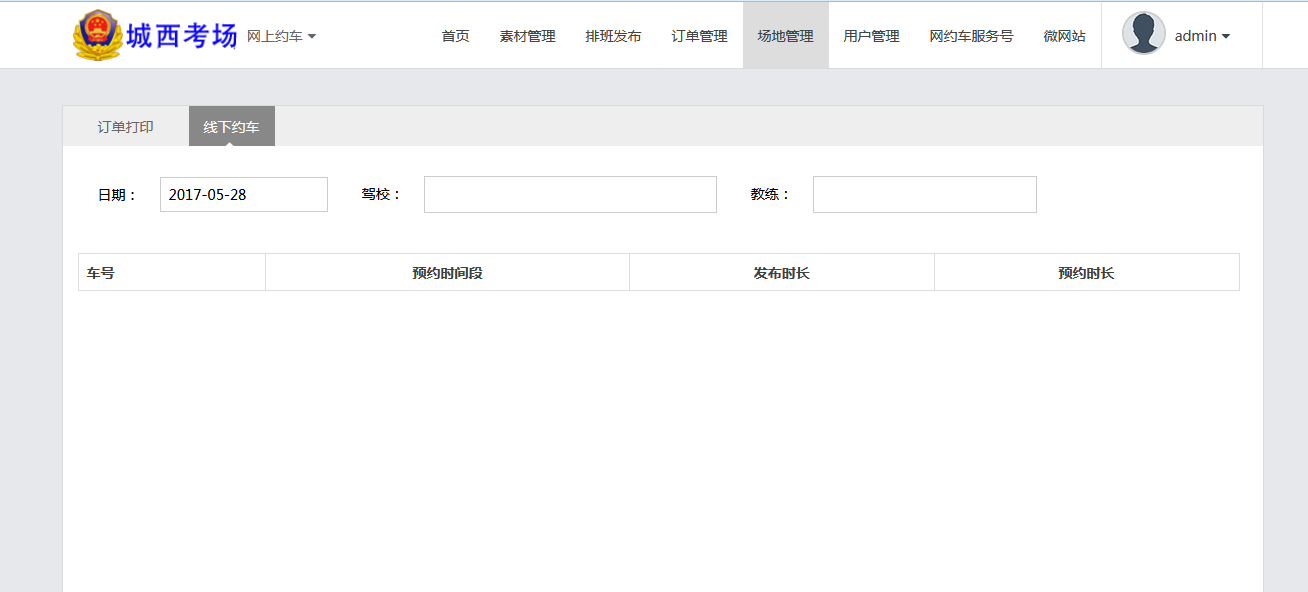 城西考场 网上约车 首页 素材管理 排班发布 订单管理 场地管理 用户管理 网约车服务号 微网站 admin
订单打印 线下约车
日期： 2017-05-28 驾校： 教练：
车号 预约时间段 发布时长 预约时长